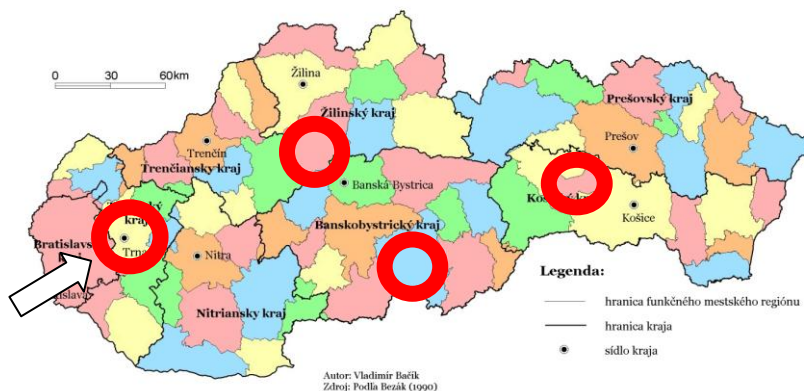 0 30 60km
Žilina
Žilinský kraj
Prešovský kraj
Prešov
Trenčín
Trenčiansky kraj
Banská Bystrica
Košice
kraj
Banskobystrický kraj
Nitra
Nitriansky kraj
Legenda:
hranica funkčného mestského regiónu
hranica kraja
sídlo kraja
Autor: Vladimír Bačík
Zdroj: Podľa Bezák (1990)